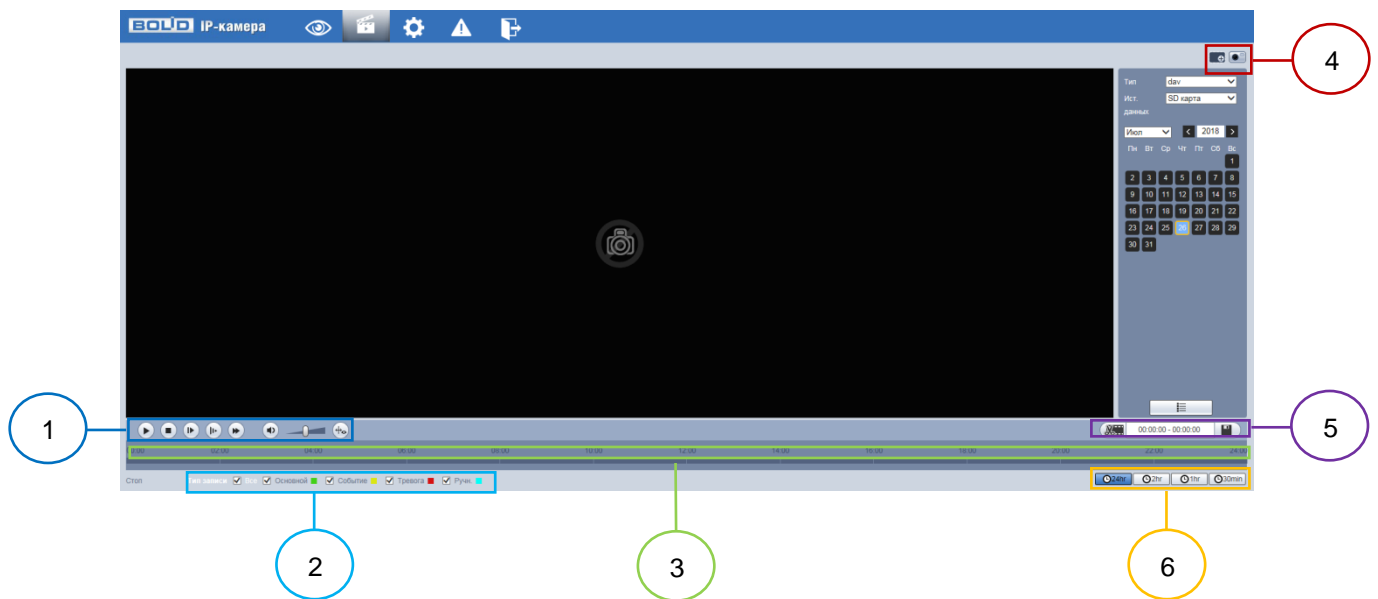 BOLID IP-камера
4
Тип dav
Ист. данных SD карта
Июл 2018
Пн Вт Ср Чт Пт Сб Вс
1
2 3 4 5 6 7 8
9 10 11 12 13 14 15
16 17 18 19 20 21 22
23 24 25 26 27 28 29
30 31
1
00:00:00 - 00:00:00
5
0:00 02:00 04:00 06:00 08:00 10:00 12:00 14:00 16:00 18:00 20:00 22:00 24:00
Стоп Тип записи Все Основной Событие Тревога Ручн. 24hr 2hr 1hr 30min
2 3 6